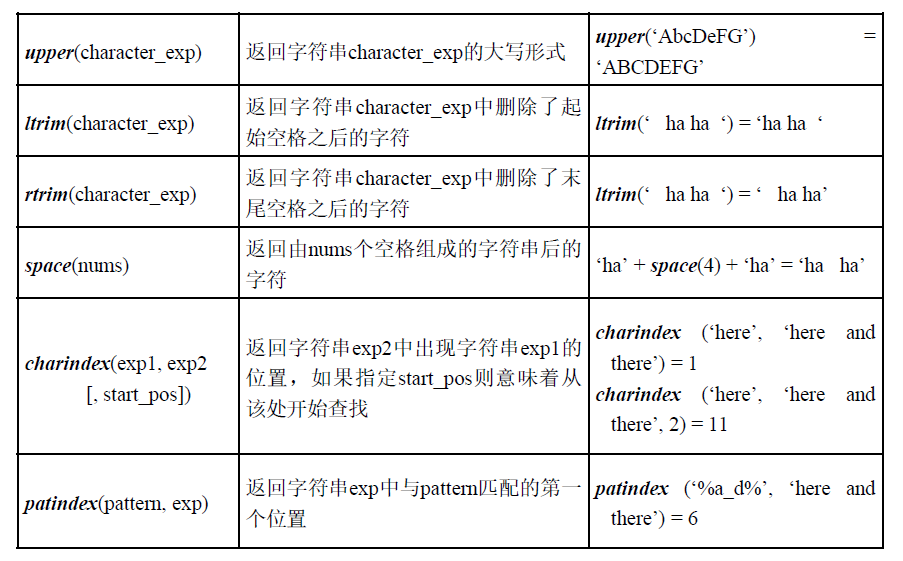 upper(character_exp)
返回字符串character_exp的大写形式
upper(‘AbcDeFG’) =
‘ABCDEFG’
ltrim(character_exp)
返回字符串character_exp中删除了起
始空格之后的字符
ltrim(‘   ha ha  ‘) = ‘ha ha  ‘
rtrim(character_exp)
返回字符串character_exp中删除了末
尾空格之后的字符
ltrim(‘   ha ha  ‘) = ‘   ha ha’
space(nums)
返回由nums个空格组成的字符串后的
字符
‘ha’ + space(4) + ‘ha’ = ‘ha   ha’
charindex(exp1, exp2
[, start_pos])
返回字符串exp2中出现字符串exp1的
位置，如果指定start_pos则意味着从
该处开始查找
charindex (‘here’, ‘here and
there’) = 1
charindex (‘here’, ‘here and
there’, 2) = 11
patindex(pattern, exp)
返回字符串exp中与pattern匹配的第一
个位置
patindex (‘%a_d%’, ‘here and
there’) = 6